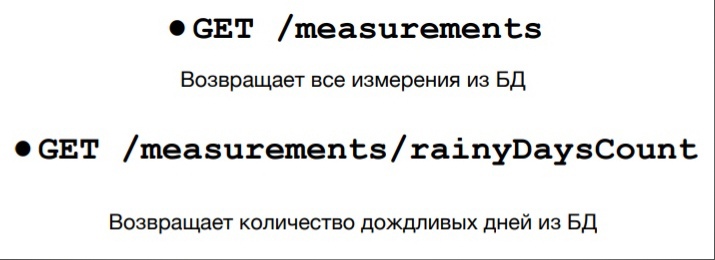 ● GET /measurements
Возвращает все измерения из БД
● GET /measurements/rainyDaysCount
Возвращает количество дождливых дней из БД